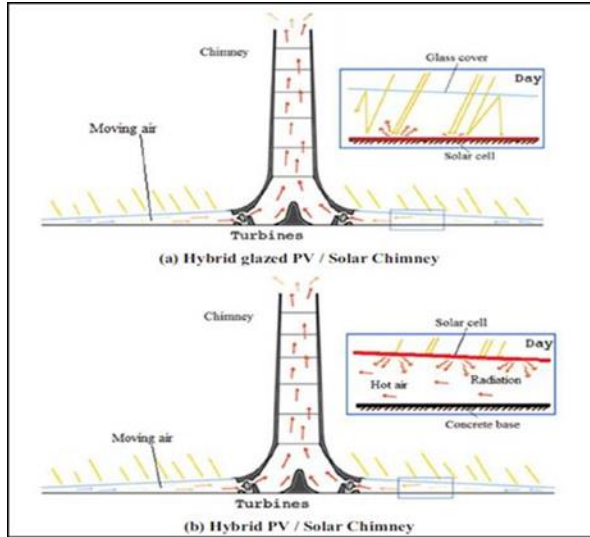 Chimney
Glass cover
Day
Moving air
Solar cell
Turbines
(a) Hybrid glazed PV / Solar Chimney
Chimney
Solar cell
Day
Hot air
Radiation
Moving air
Concrete base
Turbines
(b) Hybrid PV / Solar Chimney